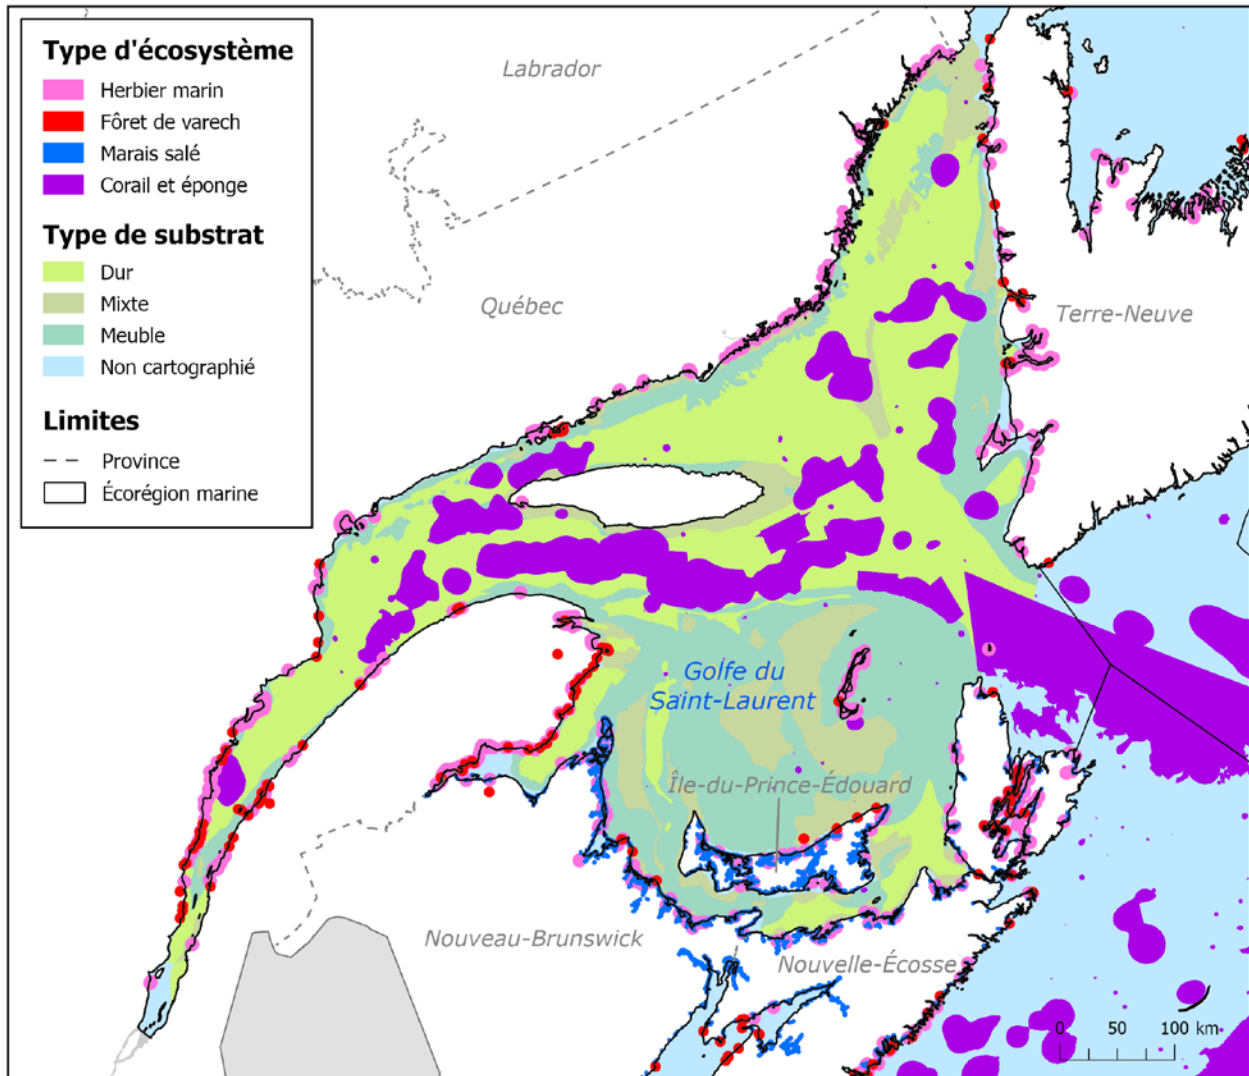 Type d'écosystème
Herbier marin
Fôret de varech
Marais salé
Corail et éponge
Type de substrat
Dur
Mixte
Meuble
Non cartographié
Limites
Province
Écorégion marine
Labrador
Québec
Terre-Neuve
Golfe du
Saint-Laurent
Île-du-Prince-Édouard
Nouveau-Brunswick
Nouvelle-Écosse
0 50 100 km